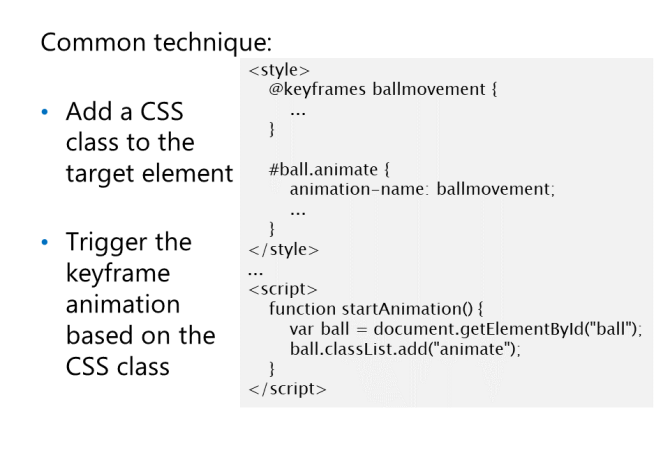 Common technique:
• Add a CSS
class to the
target element
• Trigger the
keyframe
animation
based on the
CSS class
<style>
@keyframes ballmovement {
...
}
#ball.animate {
animation-name: ballmovement;
...
}
</style>
...
<script>
function startAnimation() {
var ball = document.getElementById("ball");
ball.classList.add("animate");
}
</script>